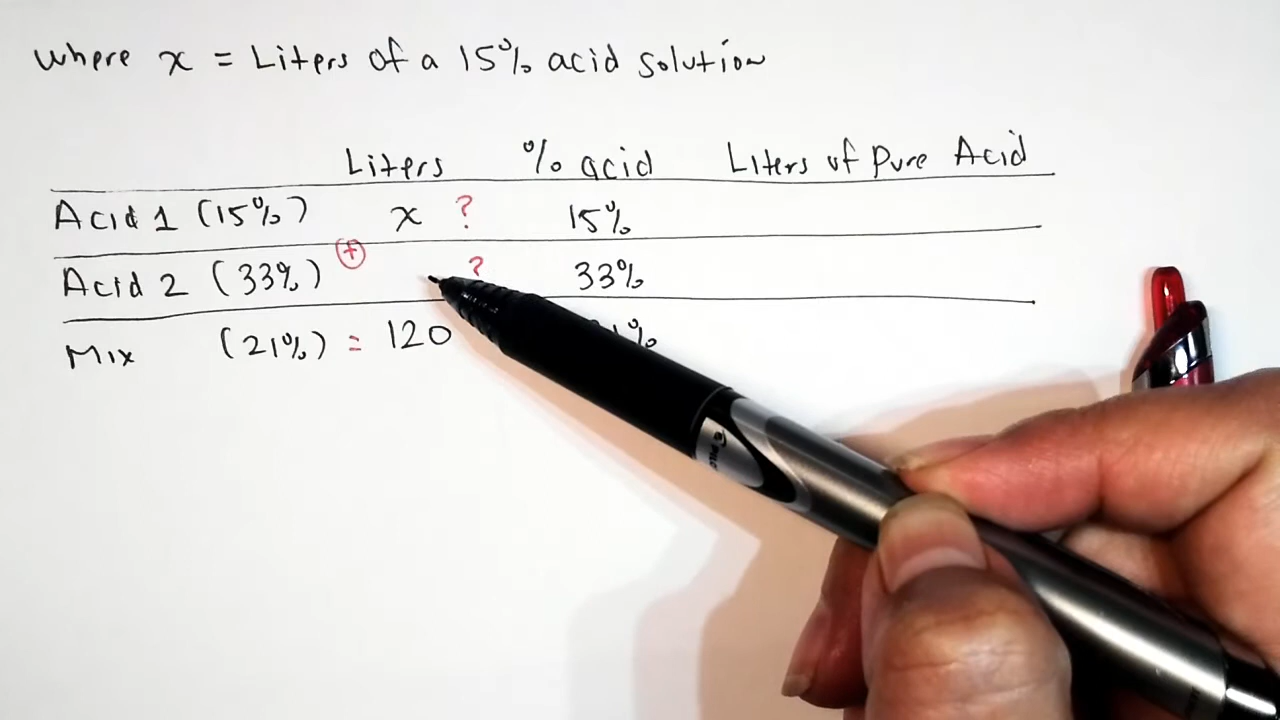 where x = Liters of a 15% acid solution
Liters % acid Liters of Pure Acid
Acid 1 (15%) x ? 15%
+
Acid 2 (33%) ? 33%
Mix (21%) = 120 %
PILOT